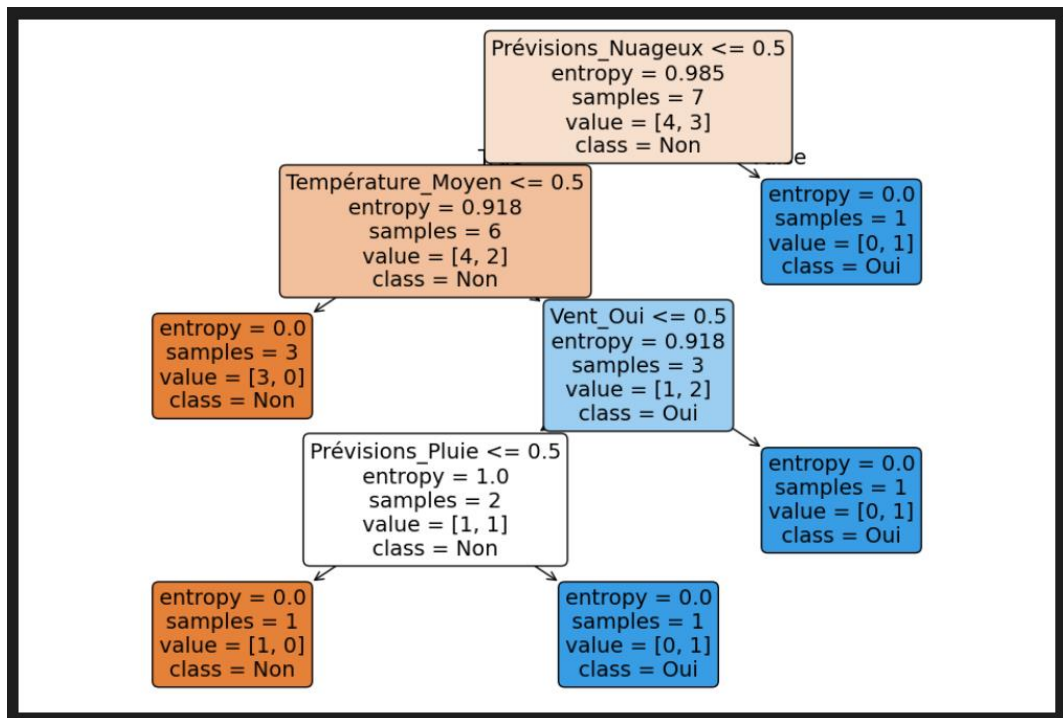 Prévisions_Nuageux <= 0.5
entropy = 0.985
samples = 7
value = [4, 3]
class = Non
Température_Moyen <= 0.5
entropy = 0.918
samples = 6
value = [4, 2]
class = Non
entropy = 0.0
samples = 1
value = [0, 1]
class = Oui
entropy = 0.0
samples = 3
value = [3, 0]
class = Non
Vent_Oui <= 0.5
entropy = 0.918
samples = 3
value = [1, 2]
class = Oui
Prévisions_Pluie <= 0.5
entropy = 1.0
samples = 2
value = [1, 1]
class = Non
entropy = 0.0
samples = 1
value = [0, 1]
class = Oui
entropy = 0.0
samples = 1
value = [1, 0]
class = Non
entropy = 0.0
samples = 1
value = [0, 1]
class = Oui